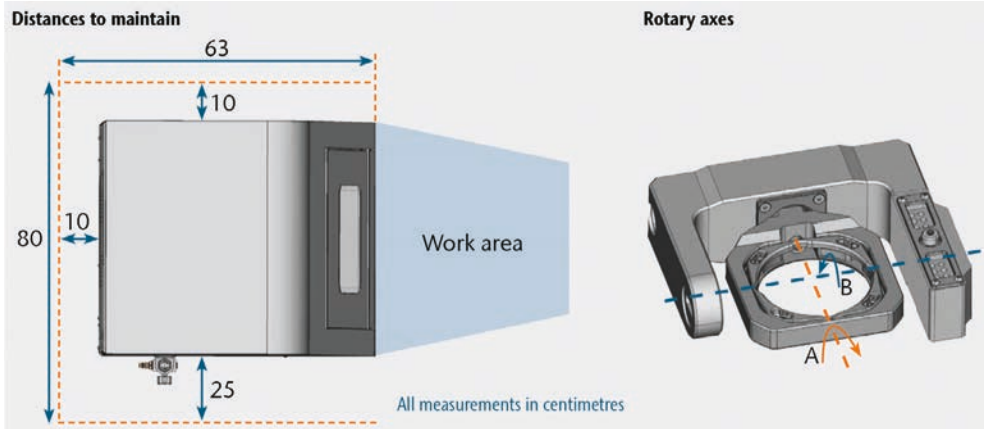 Distances to maintain
Rotary axes
63
10
10
80
Work area
B
A
25
All measurements in centimetres